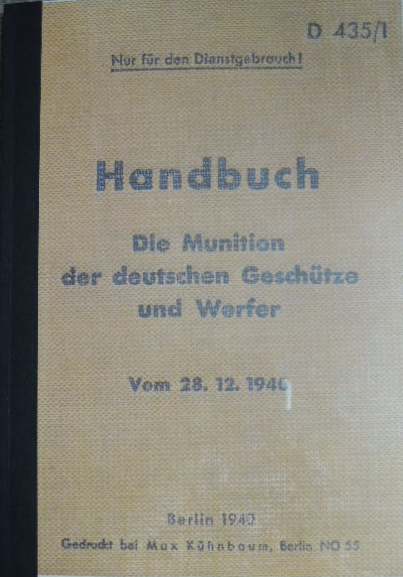 D 435/1
Nur für den Dienstgebrauch!
Handbuch
Die Munition
der deutschen Geschütze
und Werfer
Vom 28. 12. 1940
Berlin 1940
Gedruckt bei Max Kühnbaum, Berlin NO 55